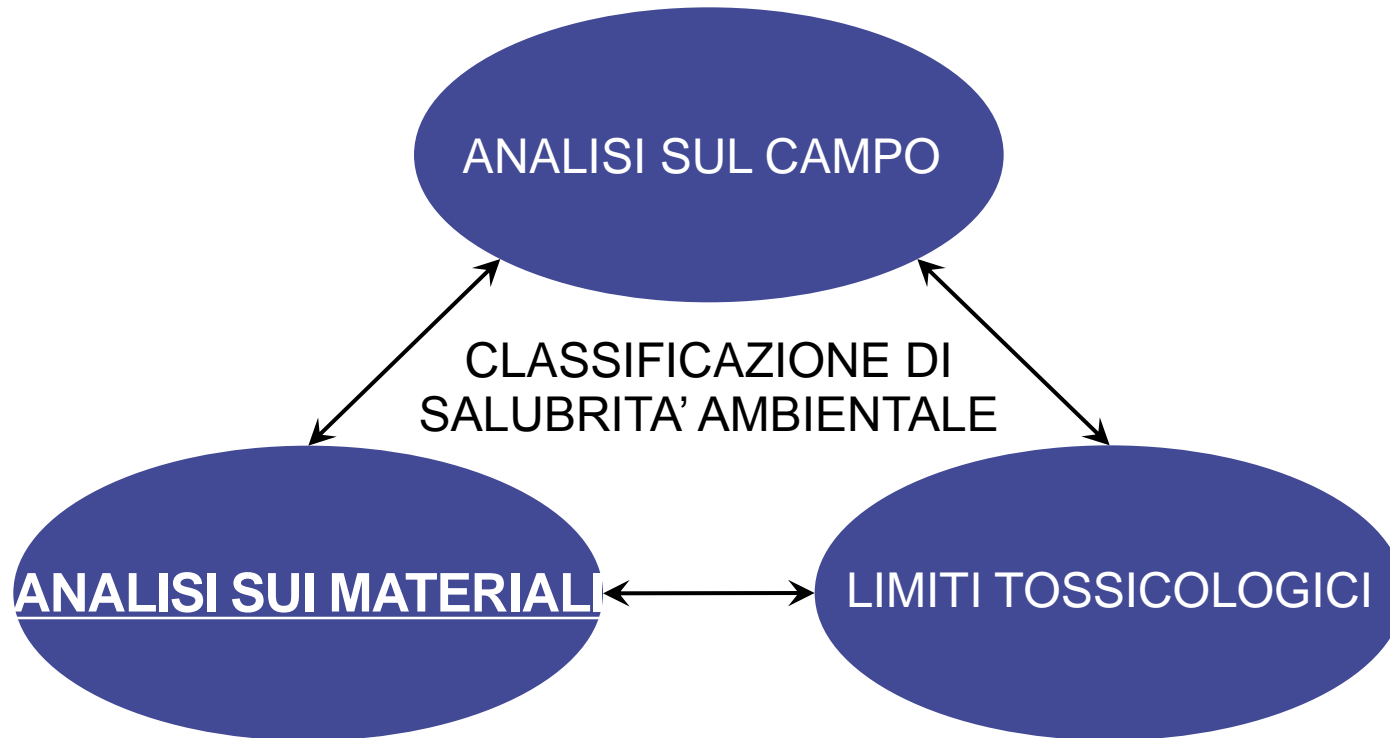 ANALISI SUL CAMPO
CLASSIFICAZIONE DI
SALUBRITA’ AMBIENTALE
ANALISI SUI MATERIALI
LIMITI TOSSICOLOGICI